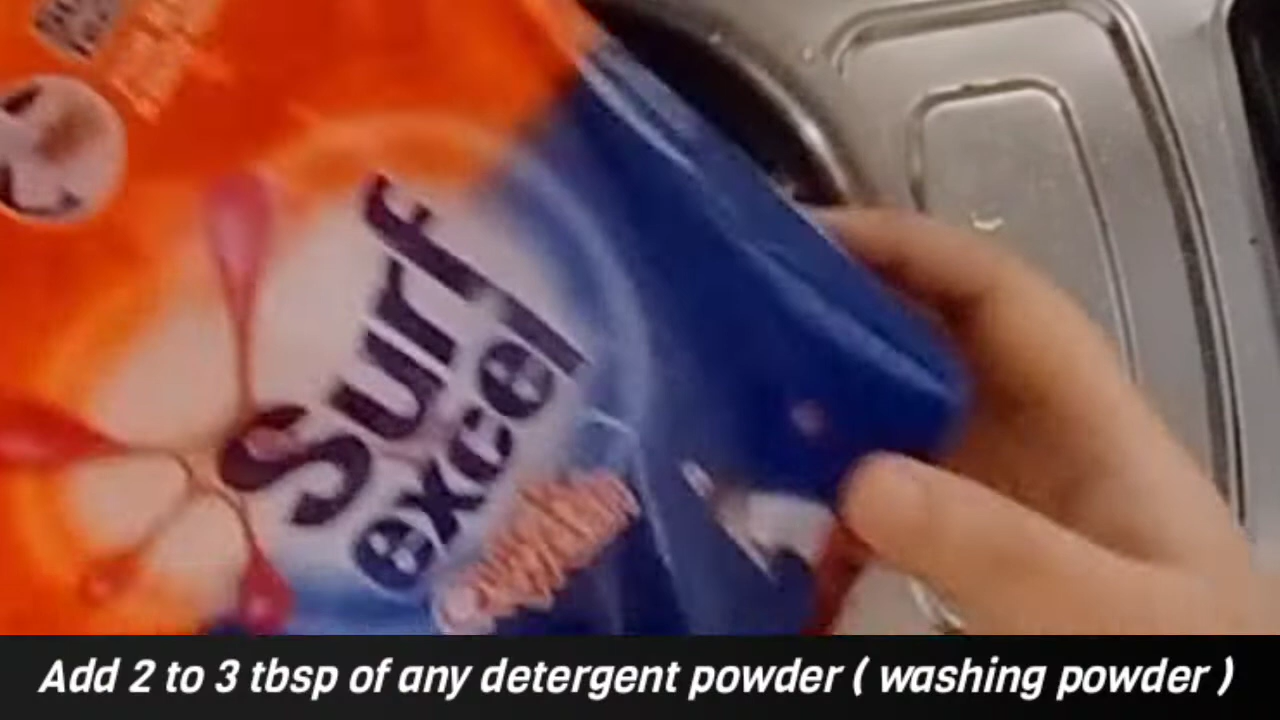 Surf
excel
Add 2 to 3 tbsp of any detergent powder ( washing powder )